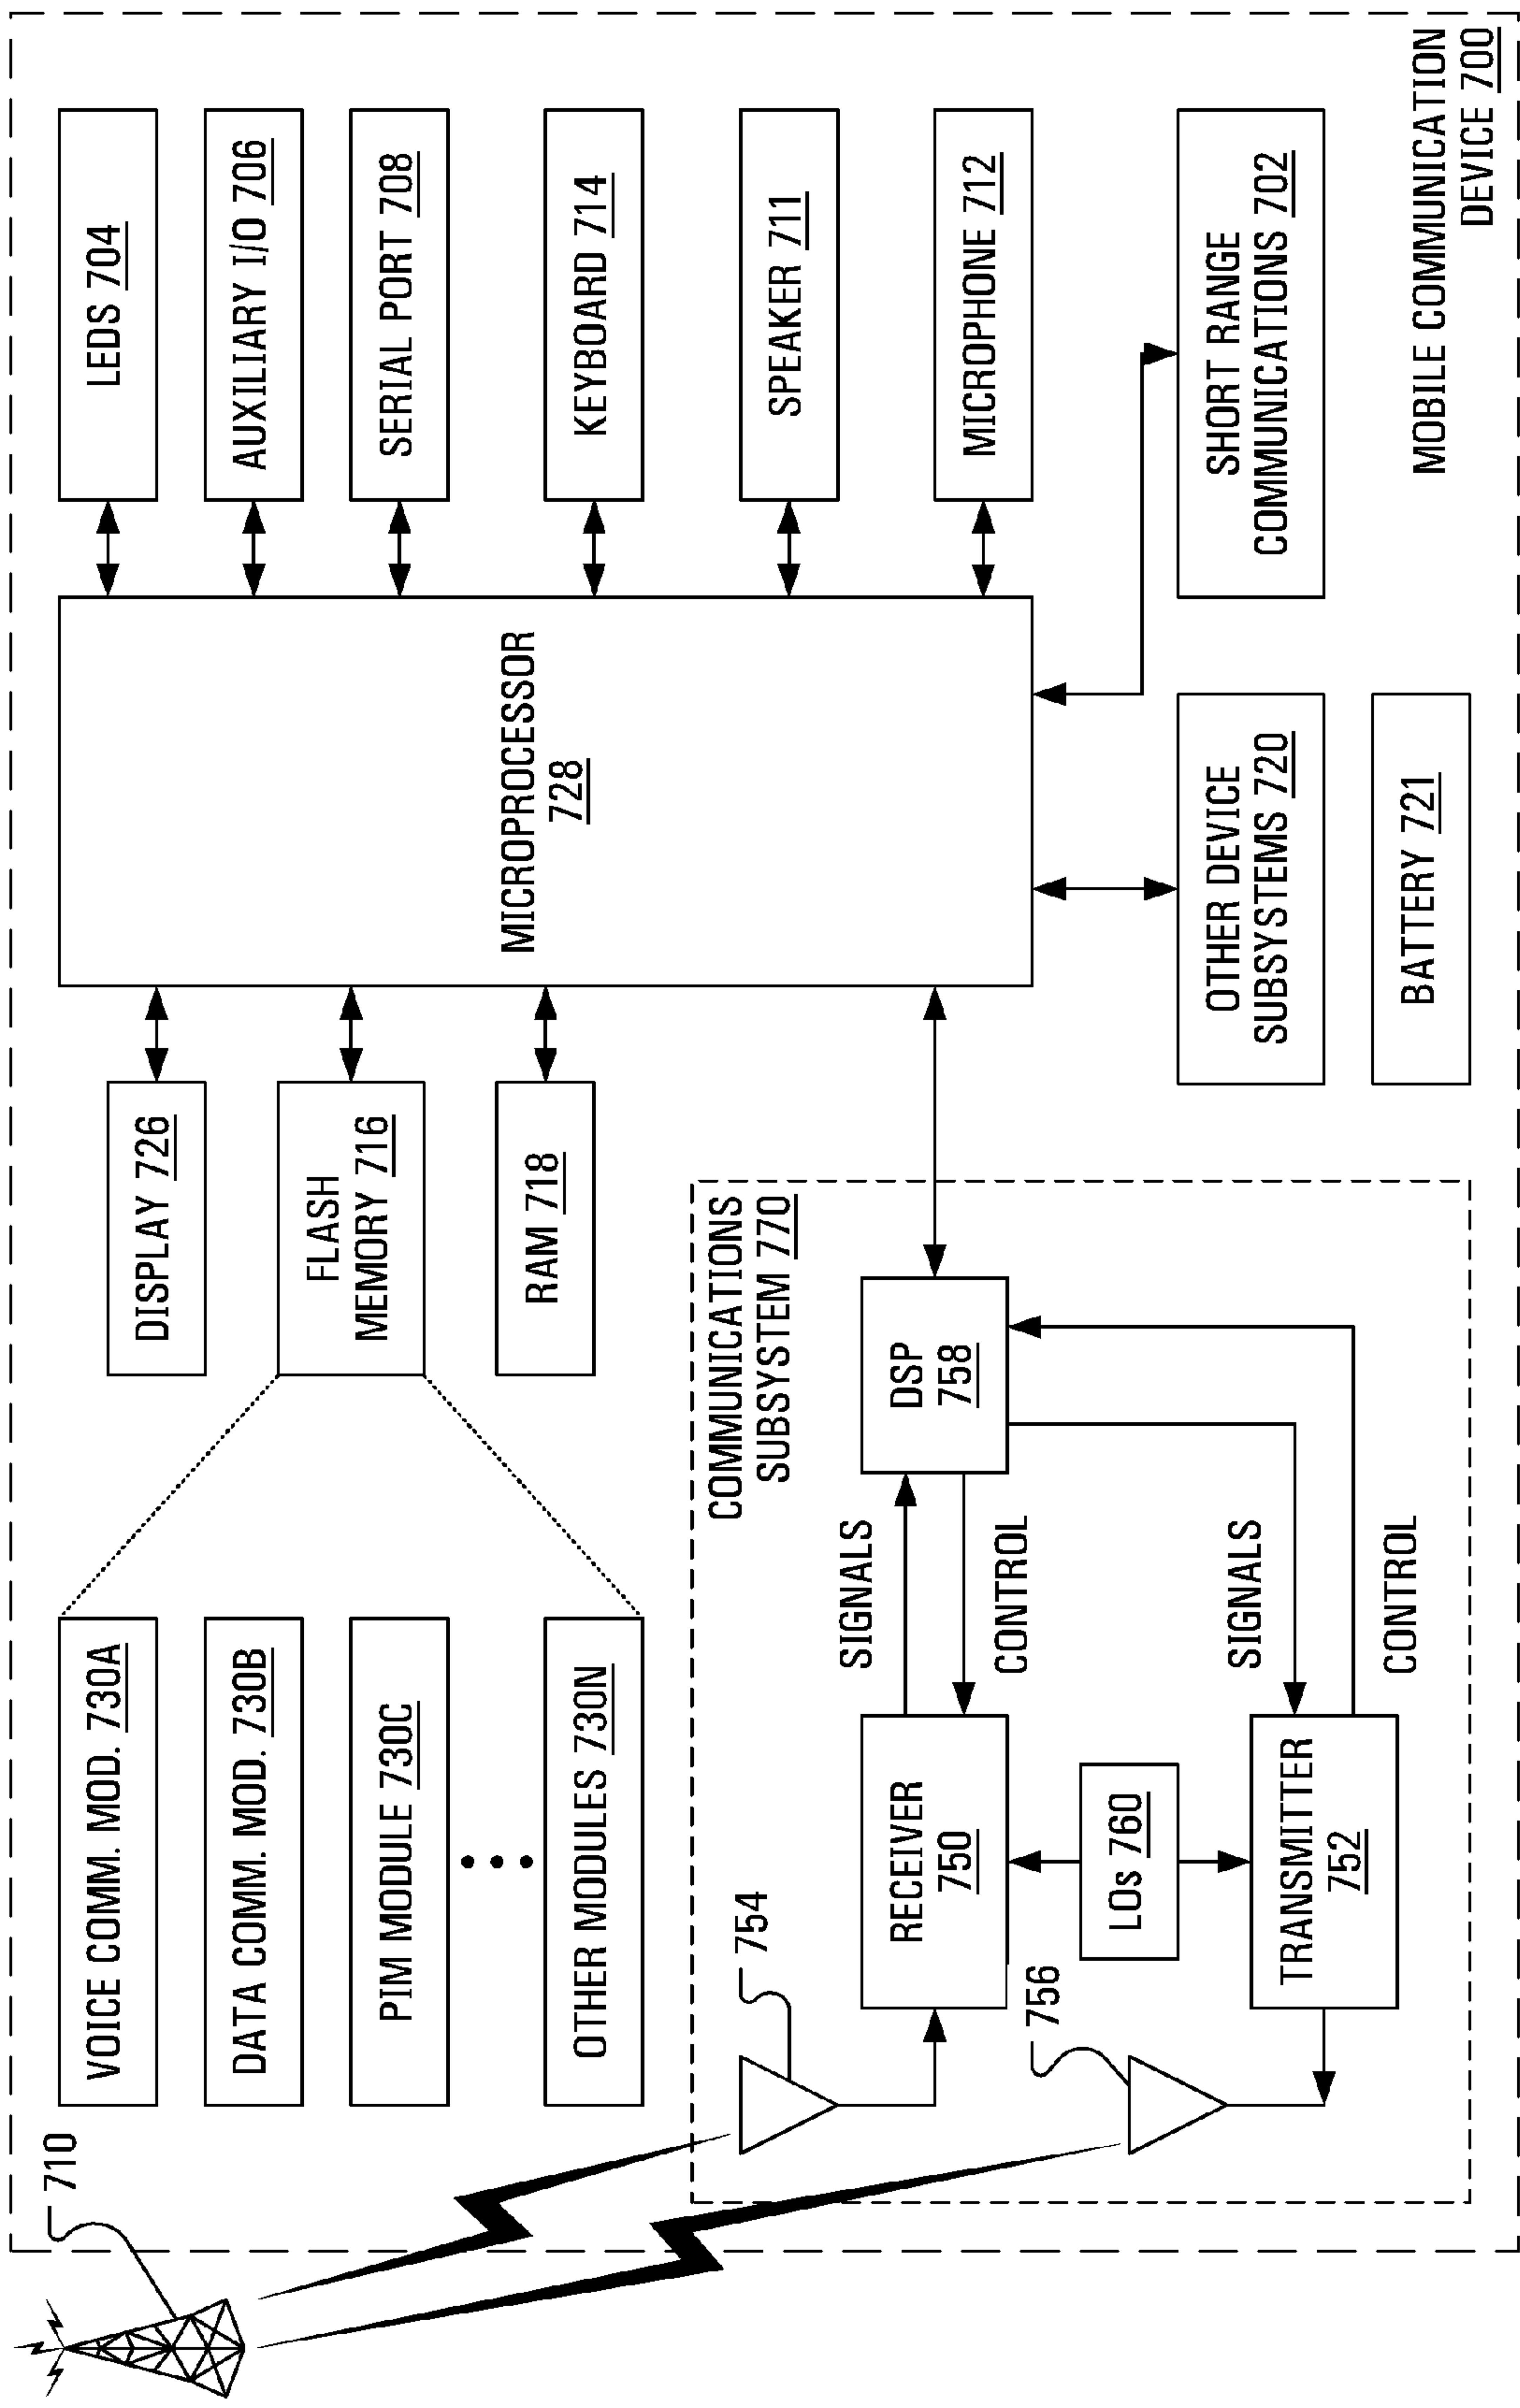 710
VOICE COMM. MOD. 730A
DATA COMM. MOD. 730B
PIM MODULE 730C
OTHER MODULES 730N
DISPLAY 726
FLASH
MEMORY 716
RAM 718
MICROPROCESSOR
728
LEDS 704
AUXILIARY I/O 706
SERIAL PORT 708
KEYBOARD 714
SPEAKER 711
MICROPHONE 712
COMMUNICATIONS
SUBSYSTEM 770
754
RECEIVER
750
SIGNALS
CONTROL
DSP
758
756
LOs 760
TRANSMITTER
752
SIGNALS
CONTROL
OTHER DEVICE
SUBSYSTEMS 720
SHORT RANGE
COMMUNICATIONS 702
BATTERY 721
MOBILE COMMUNICATION
DEVICE 700